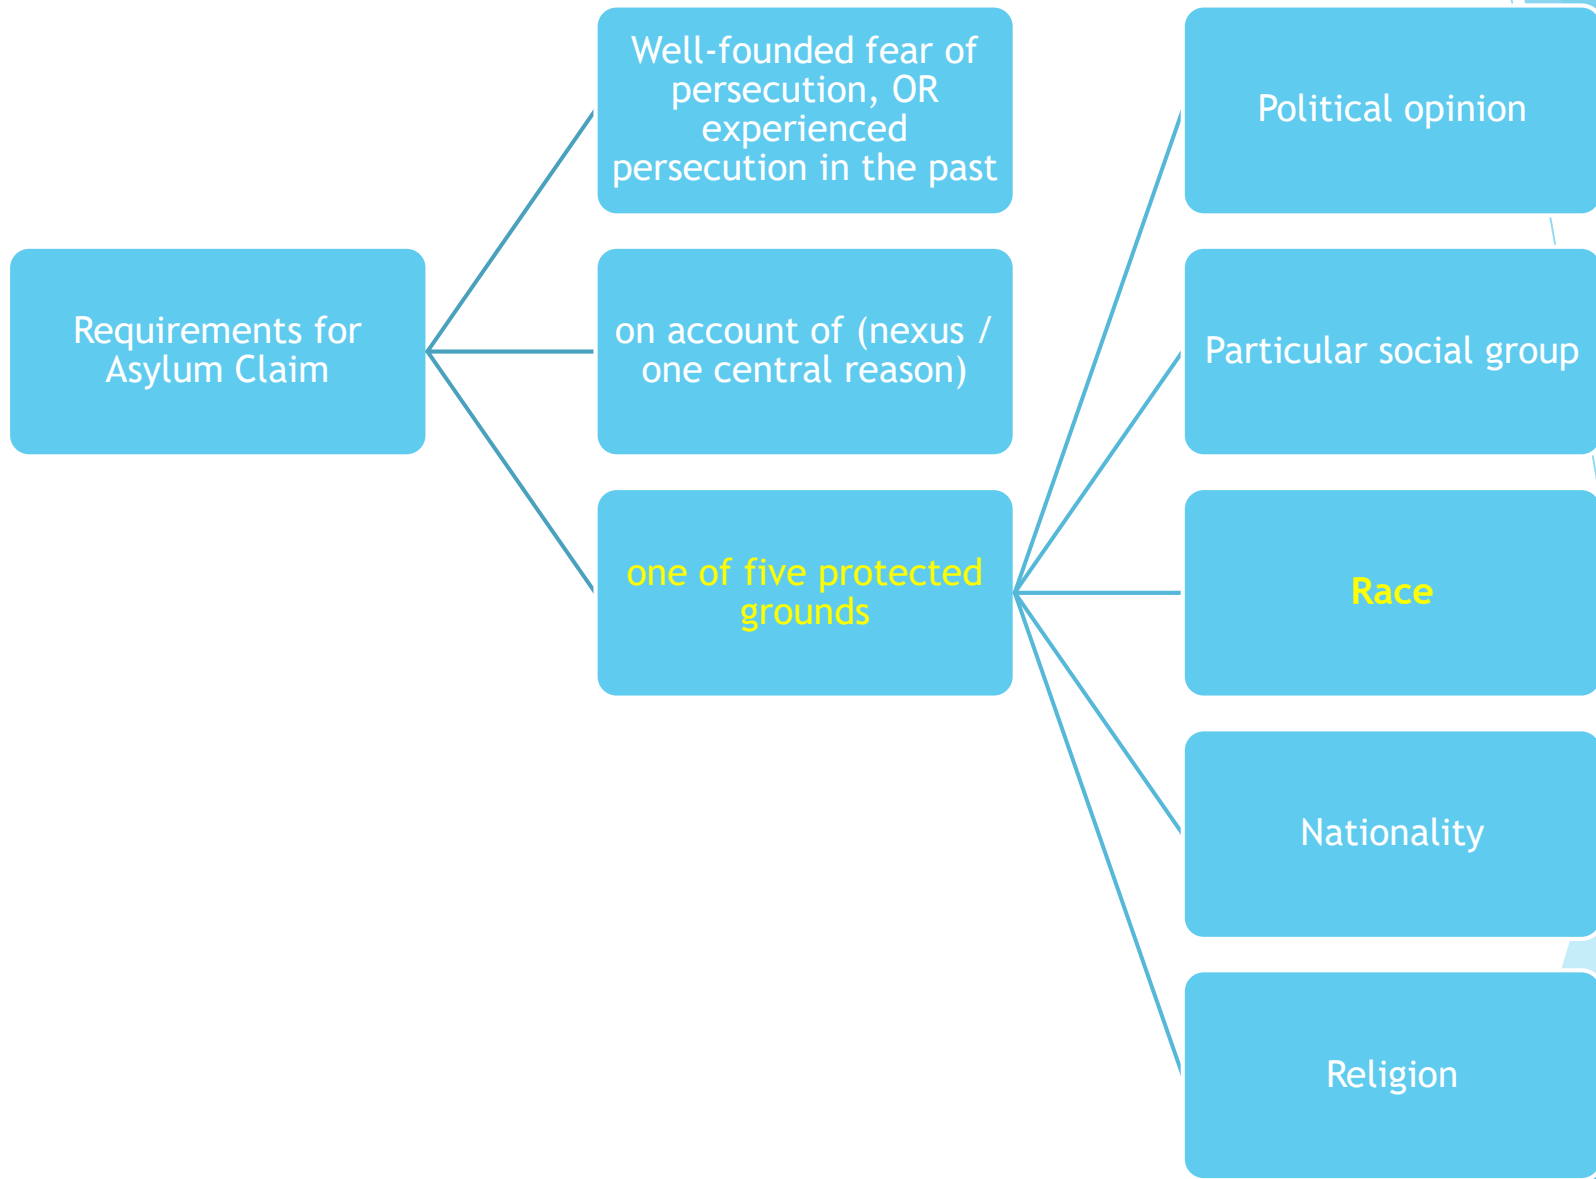 Requirements for
Asylum Claim
Well-founded fear of
persecution, OR
experienced
persecution in the past
on account of (nexus /
one central reason)
one of five protected
grounds
Political opinion
Particular social group
Race
Nationality
Religion